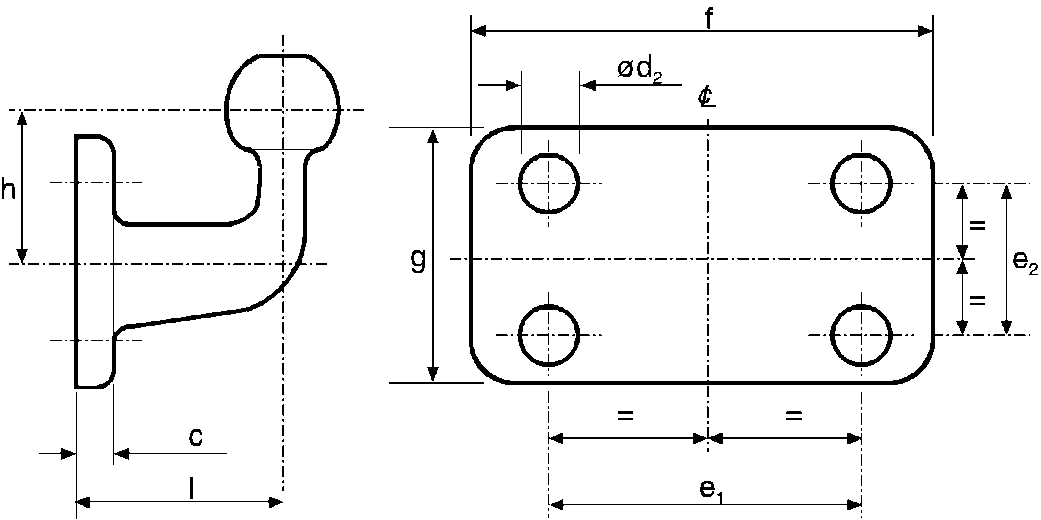 f
ød₂
℄
h
g
=
e₂
=
c
=
=
l
e₁